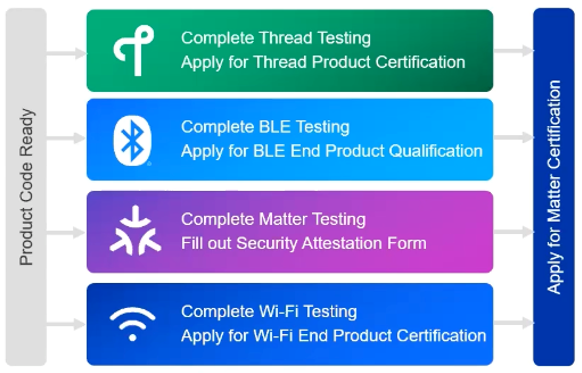 Product Code Ready
Complete Thread Testing
Apply for Thread Product Certification
Complete BLE Testing
Apply for BLE End Product Qualification
Complete Matter Testing
Fill out Security Attestation Form
Complete Wi-Fi Testing
Apply for Wi-Fi End Product Certification
Apply for Matter Certification